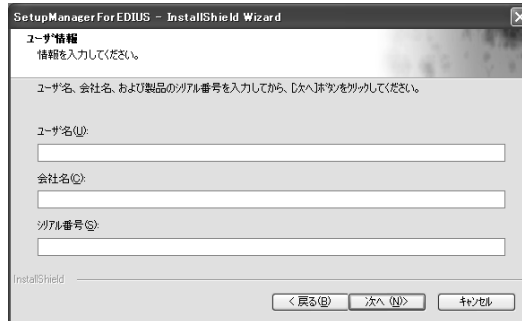 SetupManagerForEDIUS - InstallShield Wizard
ユーザ情報
情報を入力してください。
ユーザ名、会社名、および製品のシリアル番号を入力してから、[次へ]ボタンをクリックしてください。
ユーザ名(U):
会社名(C):
シリアル番号(S):
InstallShield
< 戻る(B) 次へ (N)> キャンセル